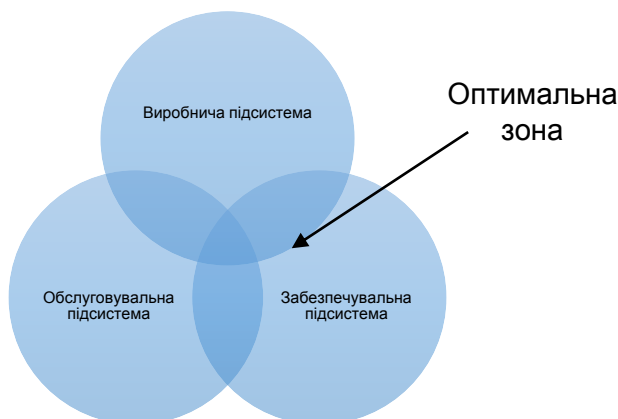 Виробнича підсистема
Оптимальна
зона
Обслуговувальна
підсистема
Забезпечувальна
підсистема